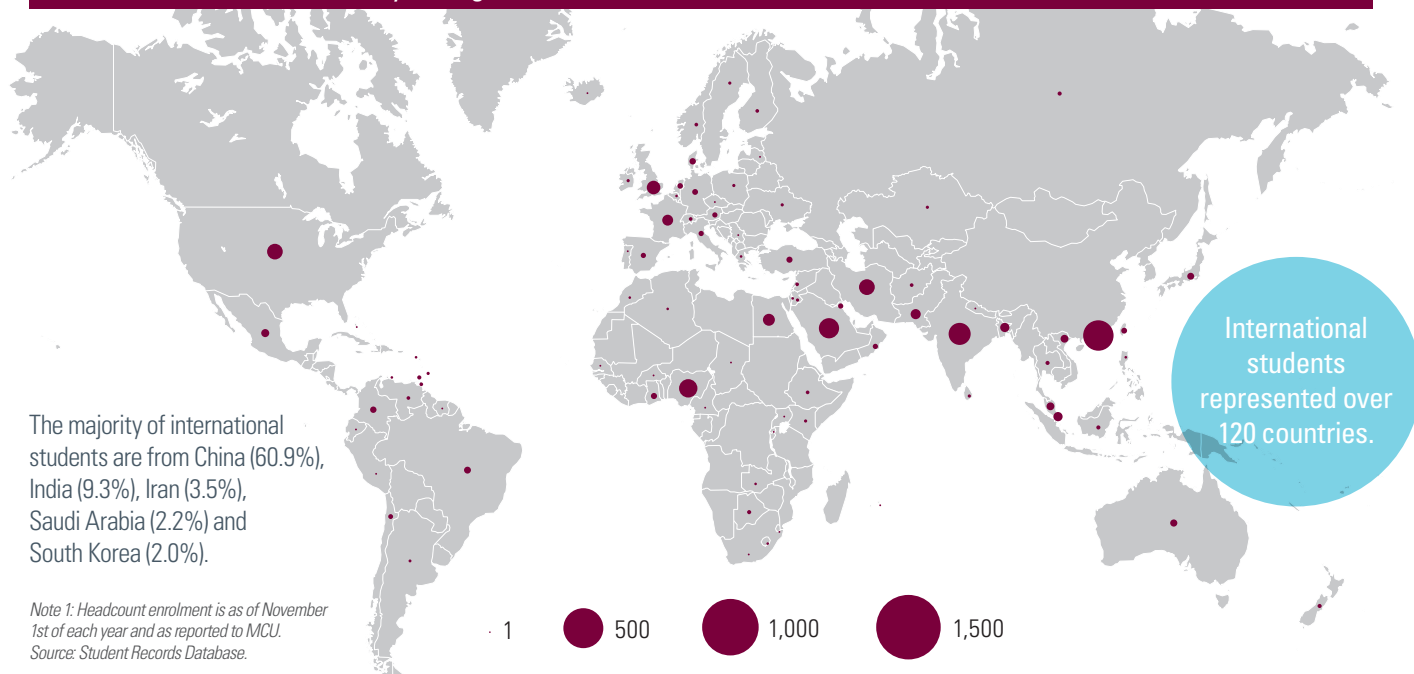 The majority of international
students are from China (60.9%),
India (9.3%), Iran (3.5%),
Saudi Arabia (2.2%) and
South Korea (2.0%).
Note 1: Headcount enrolment is as of November
1st of each year and as reported to MCU.
Source: Student Records Database.
1
500
1,000
1,500
International
students
represented over
120 countries.